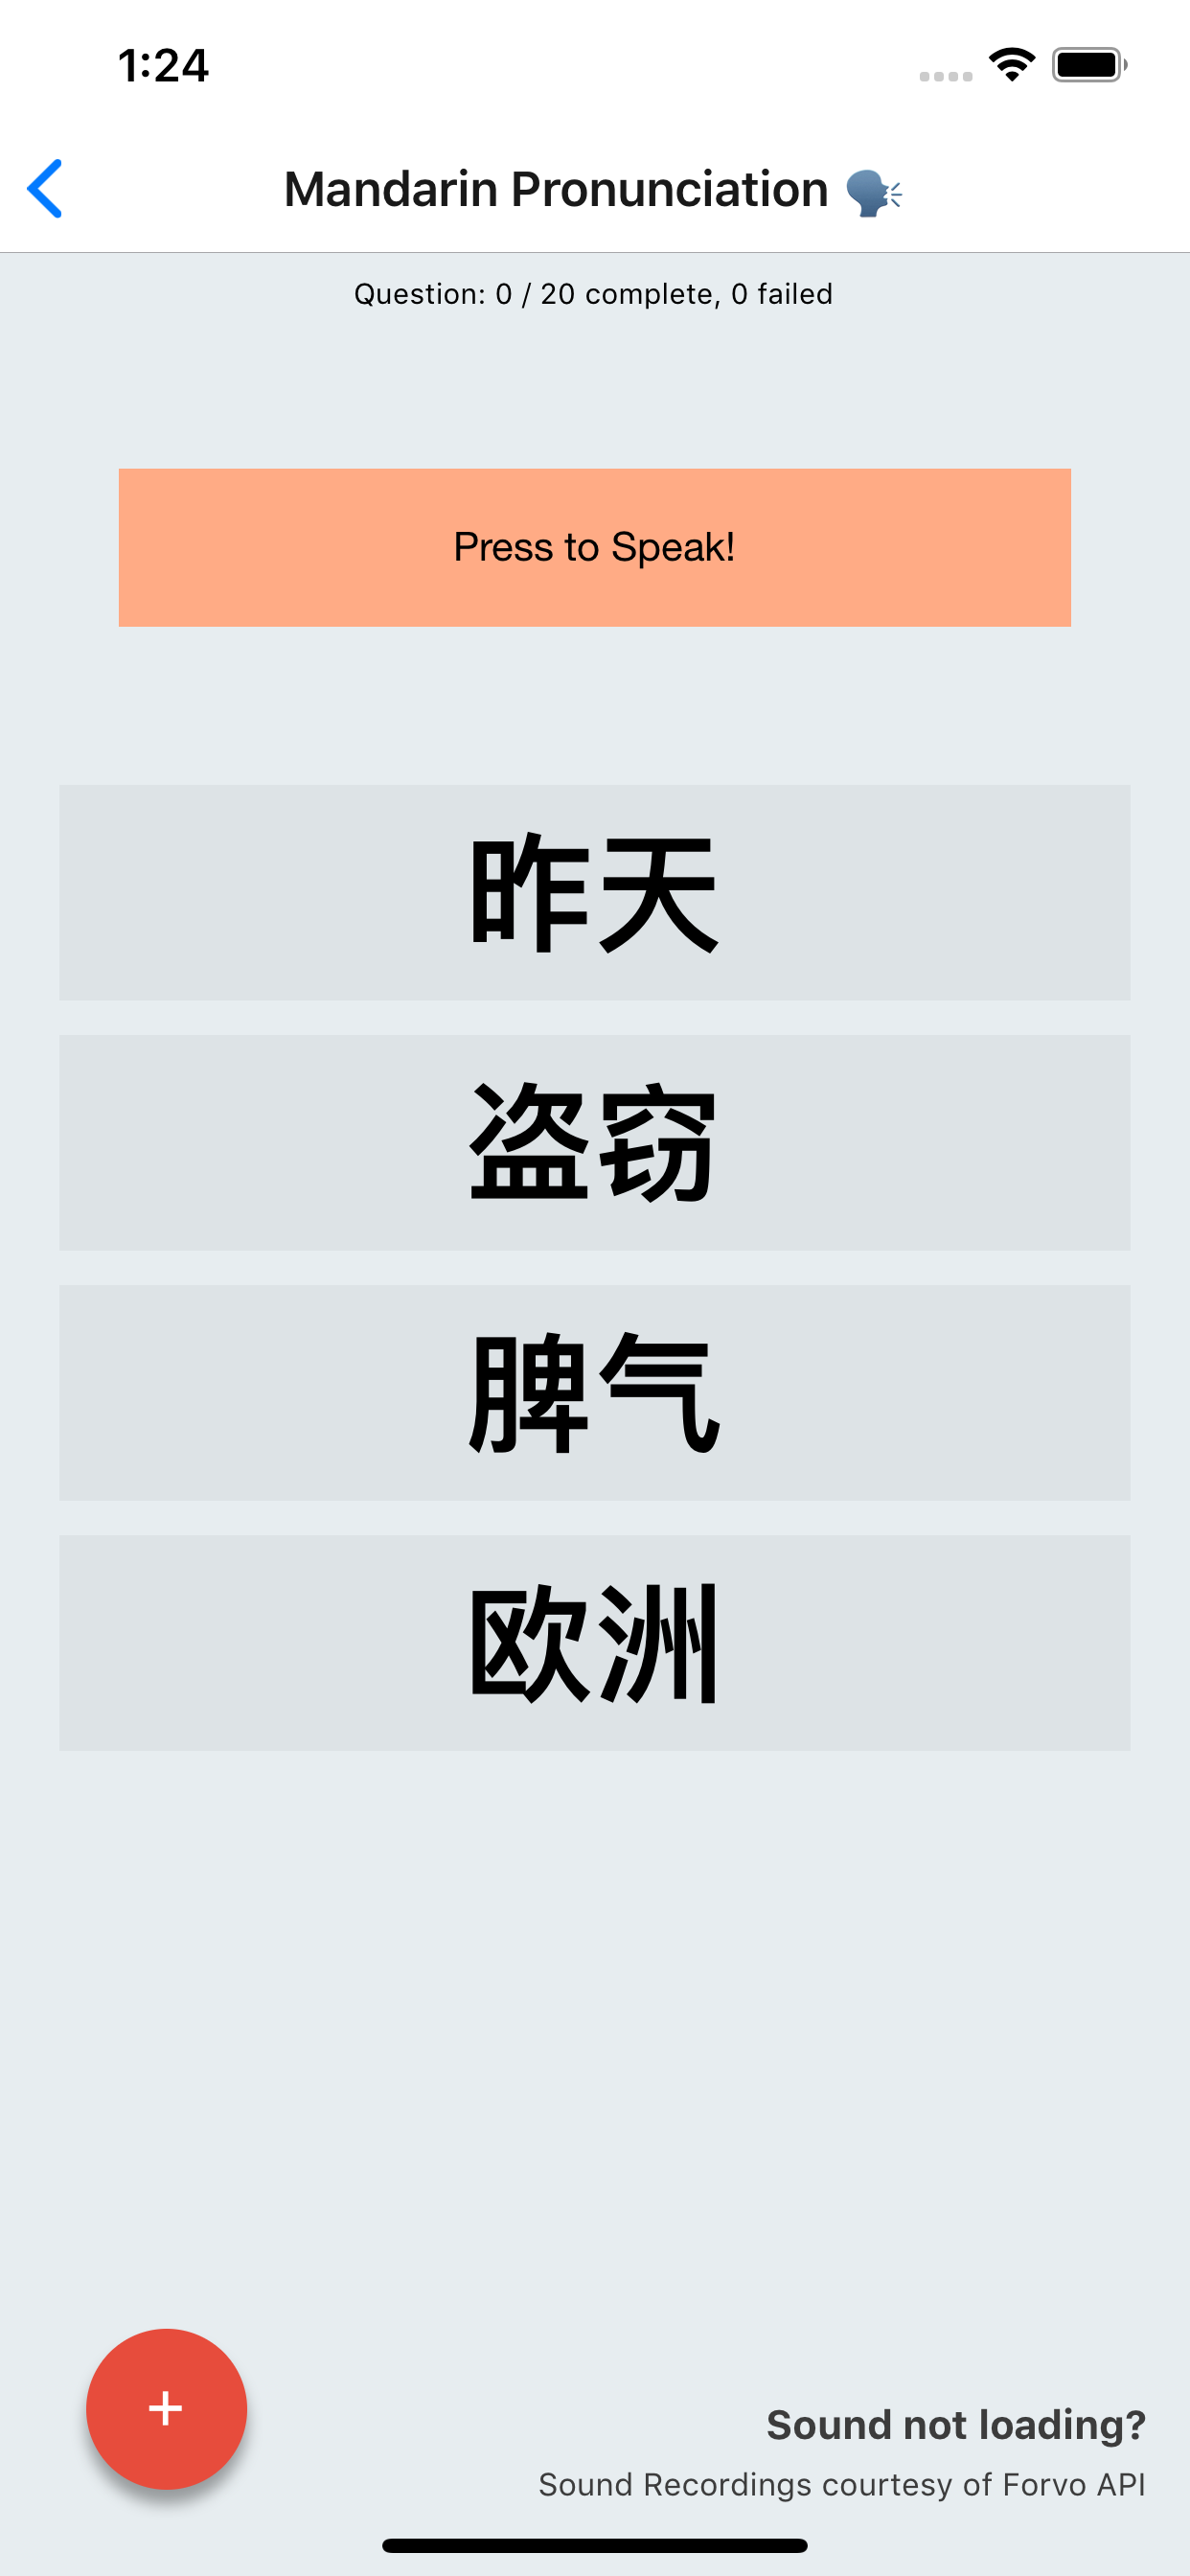 1:24
Mandarin Pronunciation 🗣
Question: 0 / 20 complete, 0 failed
Press to Speak!
昨天
盗窃
脾气
欧洲
+
Sound not loading?
Sound Recordings courtesy of Forvo API